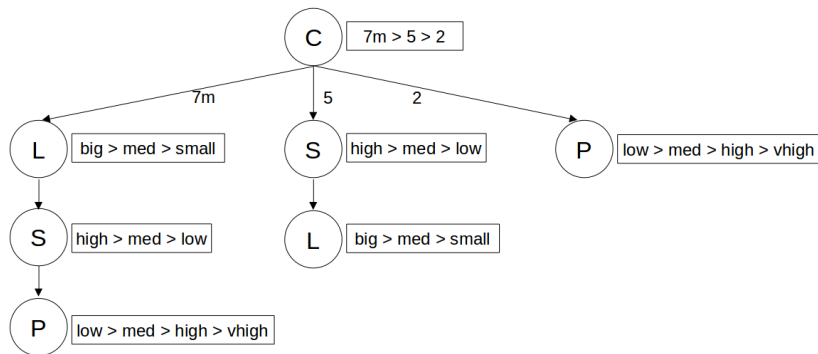 C
7m > 5 > 2
7m
5
2
L
big > med > small
S
high > med > low
P
low > med > high > vhigh
S
high > med > low
L
big > med > small
P
low > med > high > vhigh